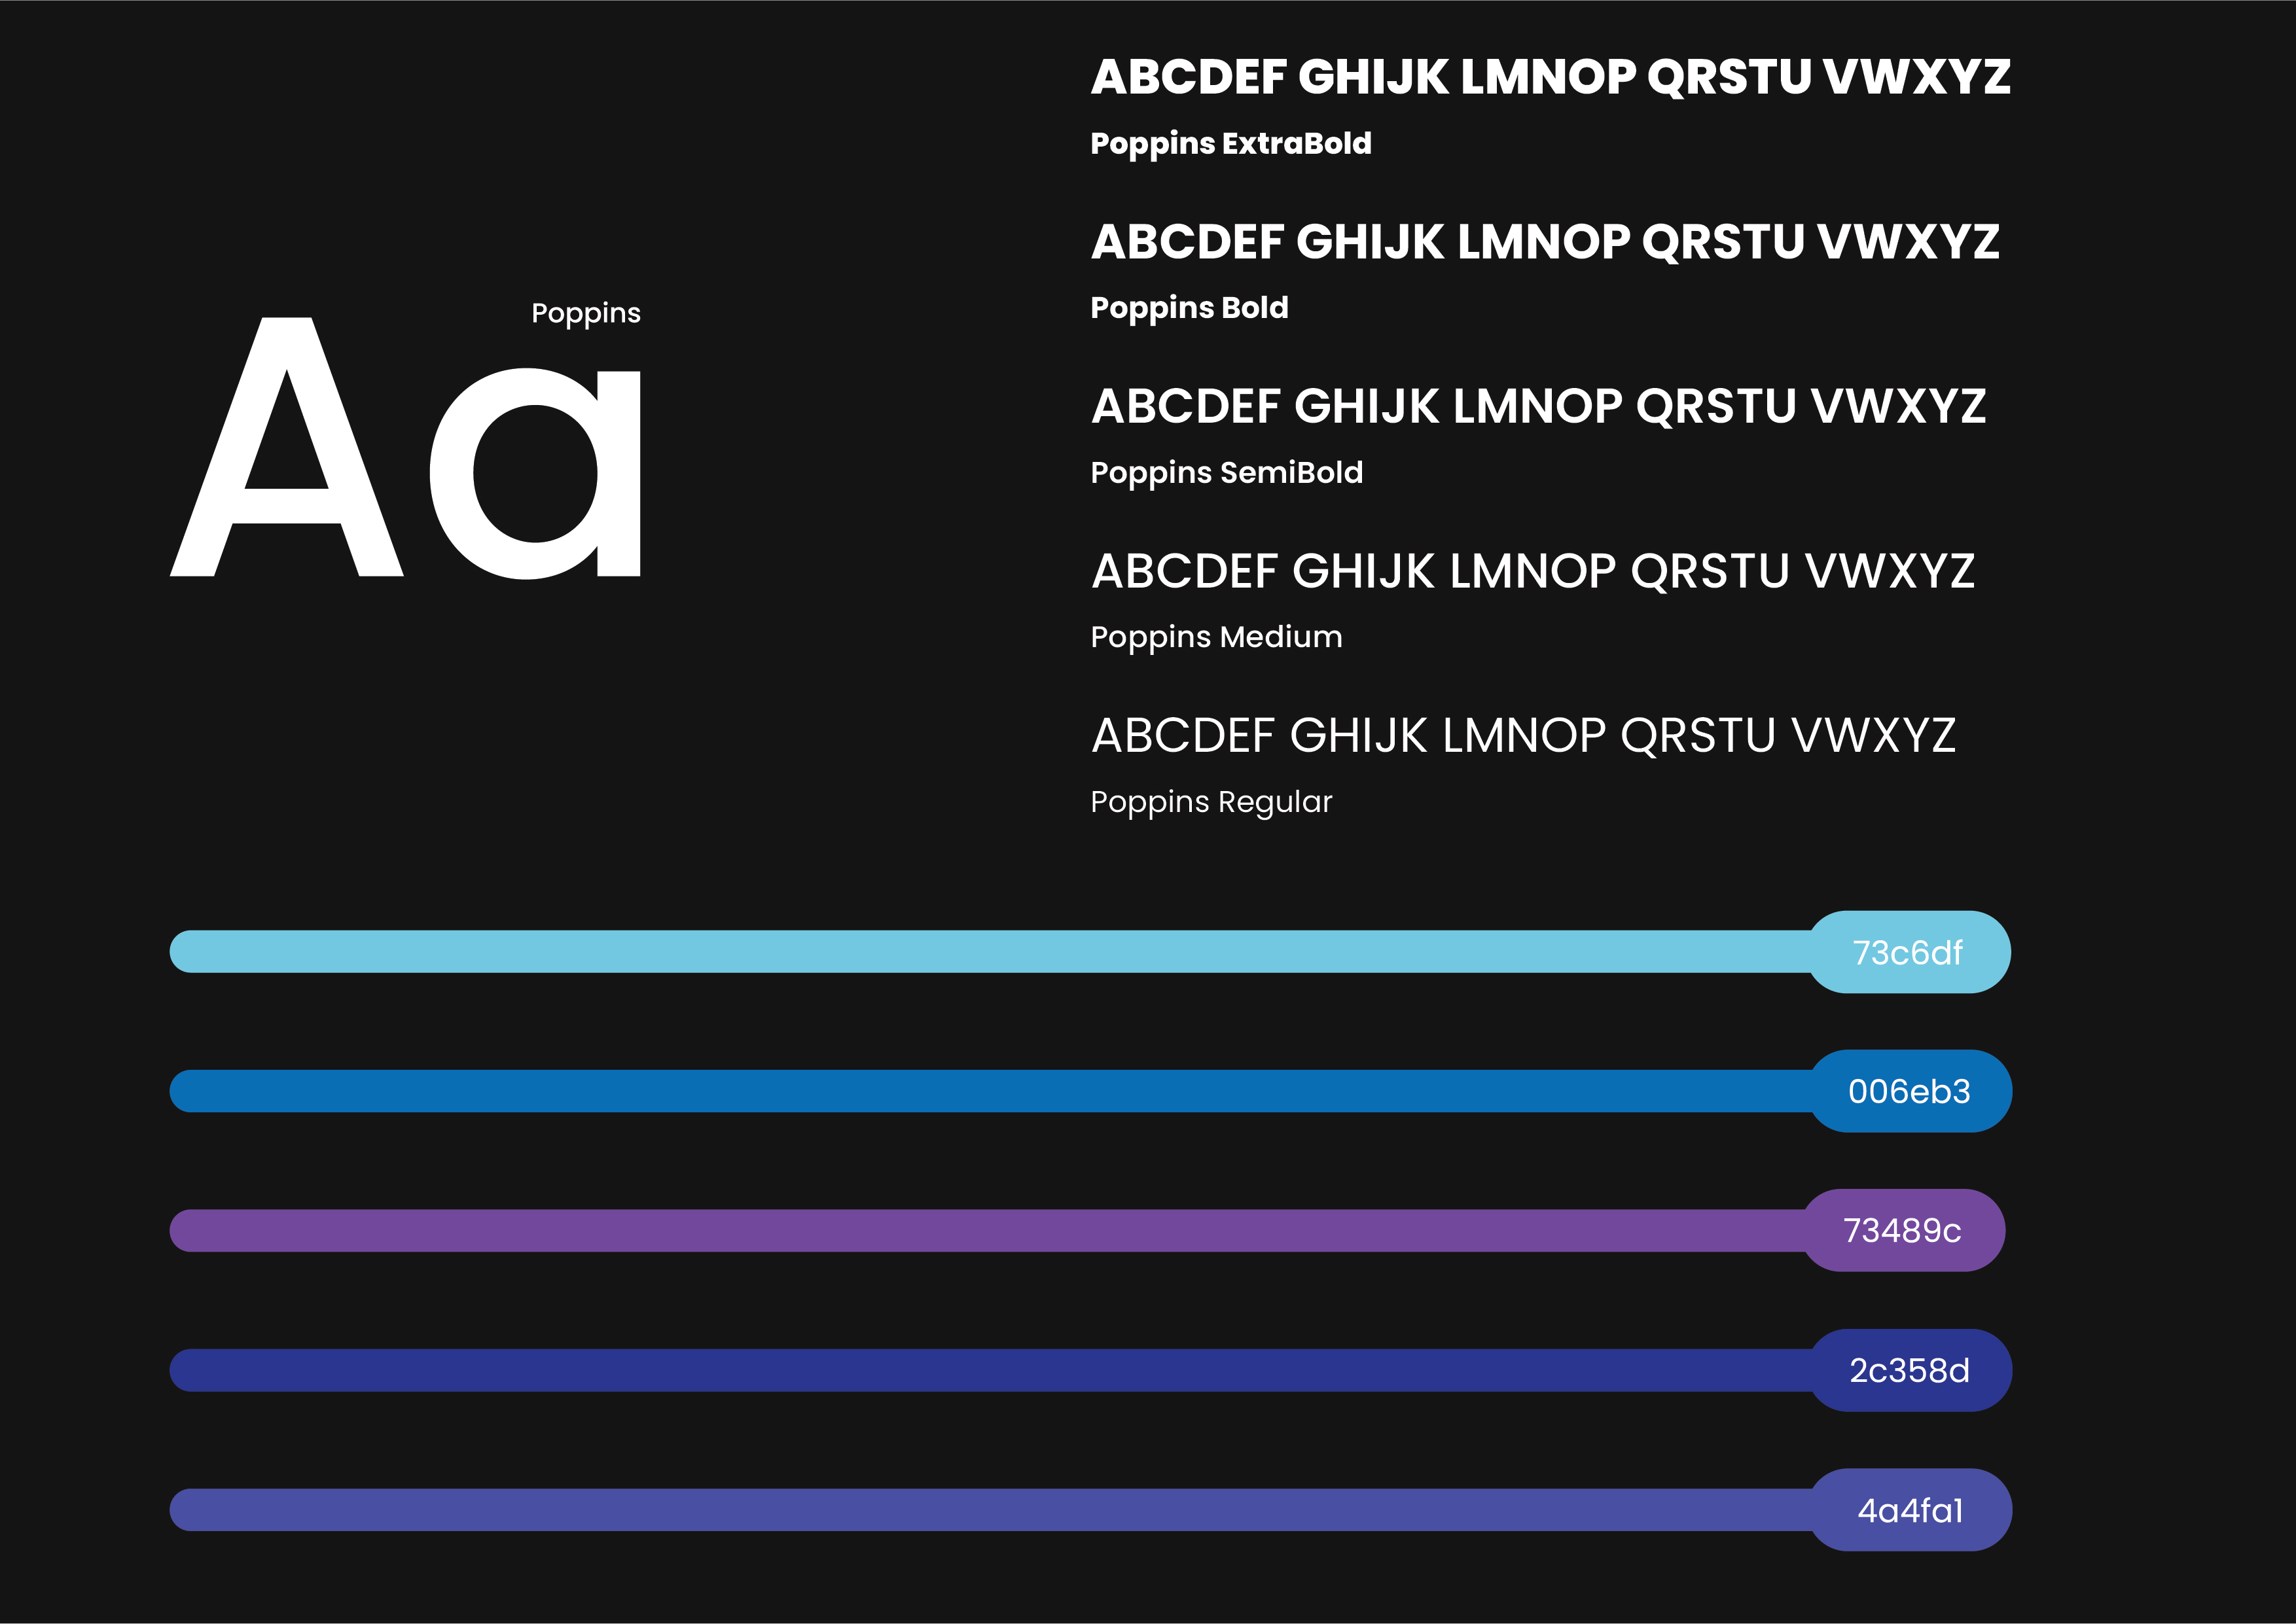 ABCDEF GHIJK LMNOP QRSTU VWXYZ
Poppins ExtraBold
ABCDEF GHIJK LMNOP QRSTU VWXYZ
Poppins Bold
Poppins
Aa
ABCDEF GHIJK LMNOP QRSTU VWXYZ
Poppins SemiBold
ABCDEF GHIJK LMNOP QRSTU VWXYZ
Poppins Medium
ABCDEF GHIJK LMNOP QRSTU VWXYZ
Poppins Regular
73c6df
006eb3
73489c
2c358d
4a4fa1